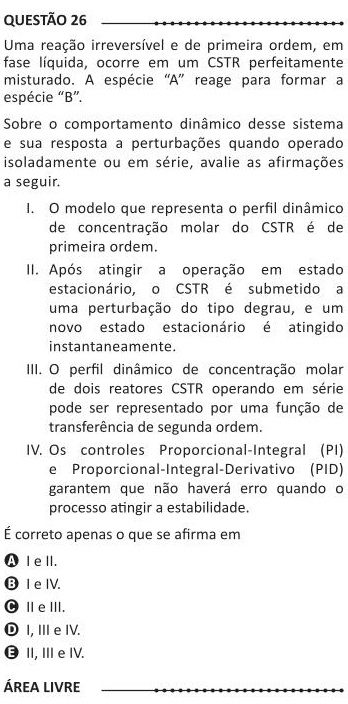 QUESTÃO 26
Uma reação irreversível e de primeira ordem, em
fase líquida, ocorre em um CSTR perfeitamente
misturado. A espécie “A” reage para formar a
espécie “B”.
Sobre o comportamento dinâmico desse sistema
e sua resposta a perturbações quando operado
isoladamente ou em série, avalie as afirmações
a seguir.
I. O modelo que representa o perfil dinâmico
de concentração molar do CSTR é de
primeira ordem.
II. Após atingir a operação em estado
estacionário, o CSTR é submetido a
uma perturbação do tipo degrau, e um
novo estado estacionário é atingido
instantaneamente.
III. O perfil dinâmico de concentração molar
de dois reatores CSTR operando em série
pode ser representado por uma função de
transferência de segunda ordem.
IV. Os controles Proporcional-Integral (PI)
e Proporcional-Integral-Derivativo (PID)
garantem que não haverá erro quando o
processo atingir a estabilidade.
É correto apenas o que se afirma em
A I e II.
B I e IV.
C II e III.
D I, III e IV.
E II, III e IV.
ÁREA LIVRE